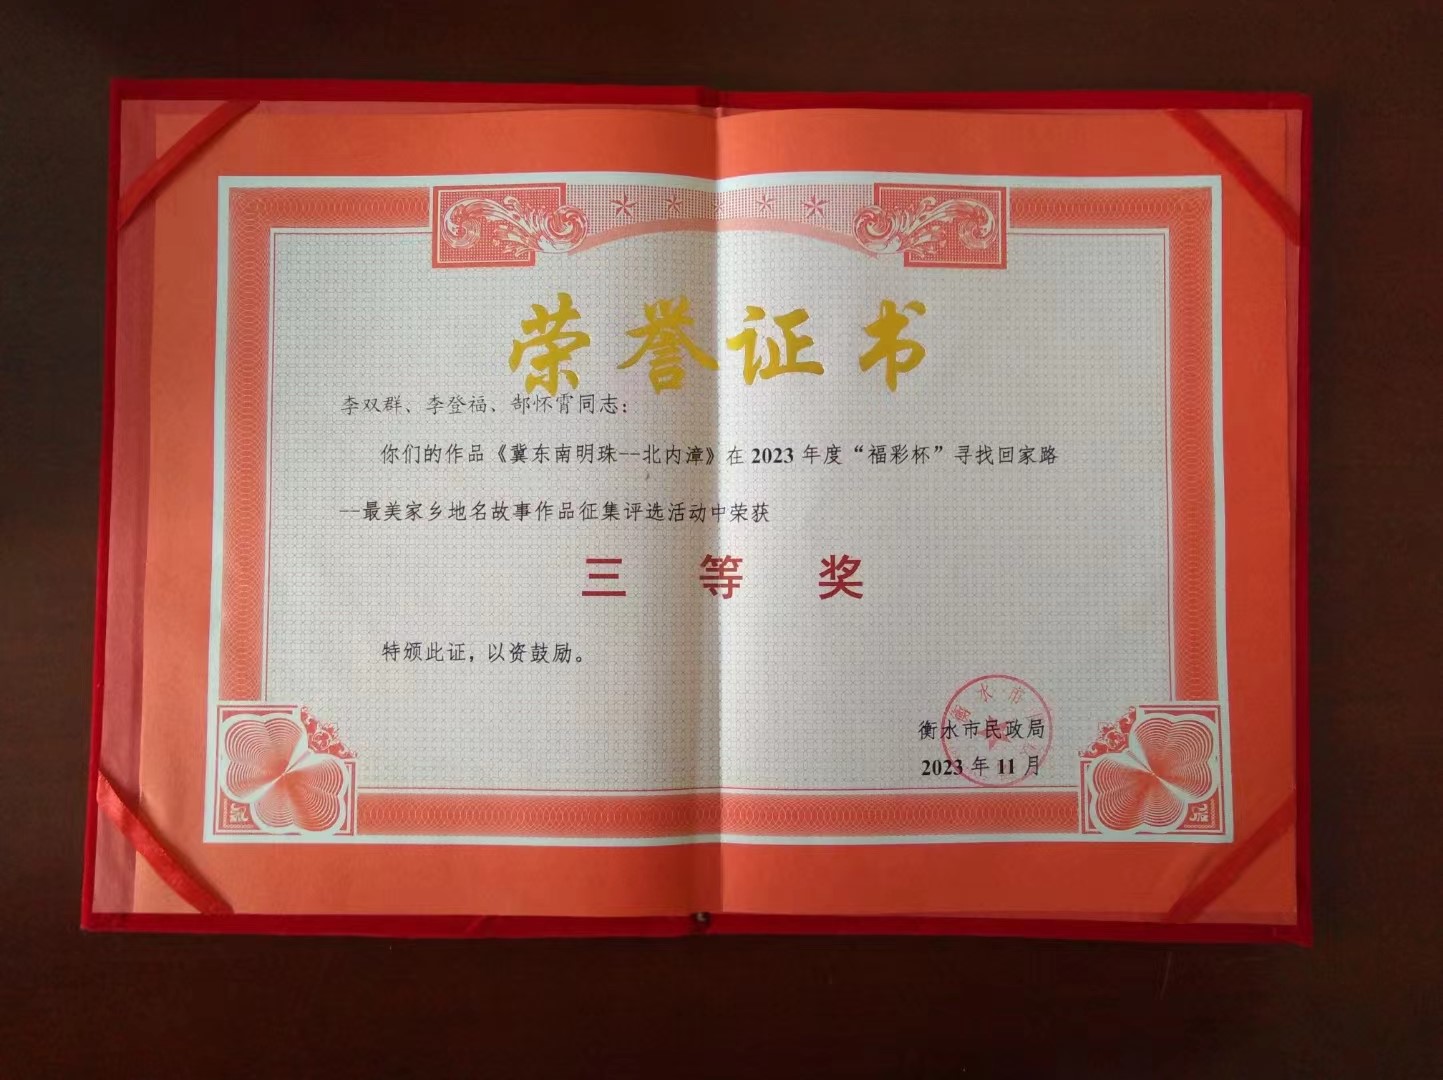 荣誉证书
李双群、李登福、郜怀霄同志：
你们的作品《冀东南明珠--北内漳》在2023年度“福彩杯”寻找回家路
--最美家乡地名故事作品征集评选活动中荣获
三等奖
特颁此证，以资鼓励。
衡水市民政局
2023年11月